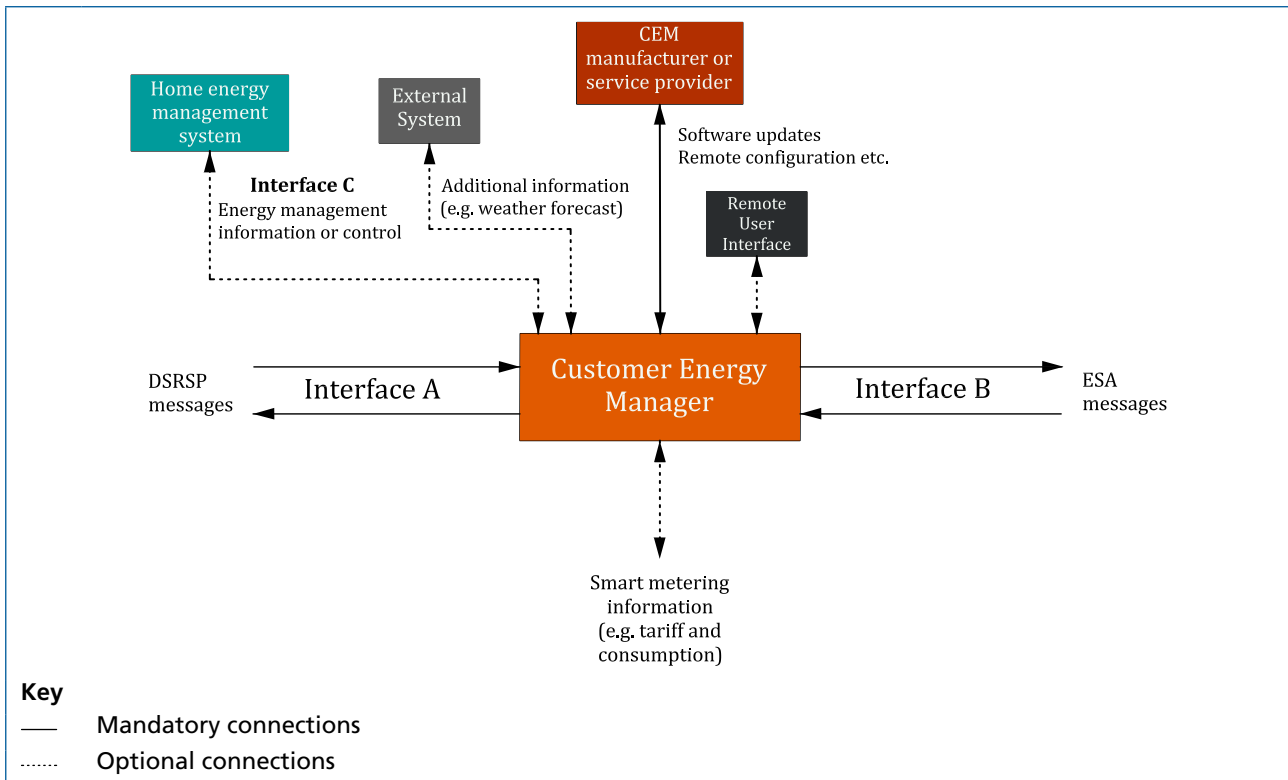 CEM
manufacturer or
service provider
Home energy
management
system
External
System
Software updates
Remote configuration etc.
Interface C
Energy management
information or control
Additional information
(e.g. weather forecast)
Remote
User
Interface
DSRSP
messages
Interface A
Customer Energy
Manager
Interface B
ESA
messages
Smart metering
information
(e.g. tariff and
consumption)
Key
Mandatory connections
Optional connections